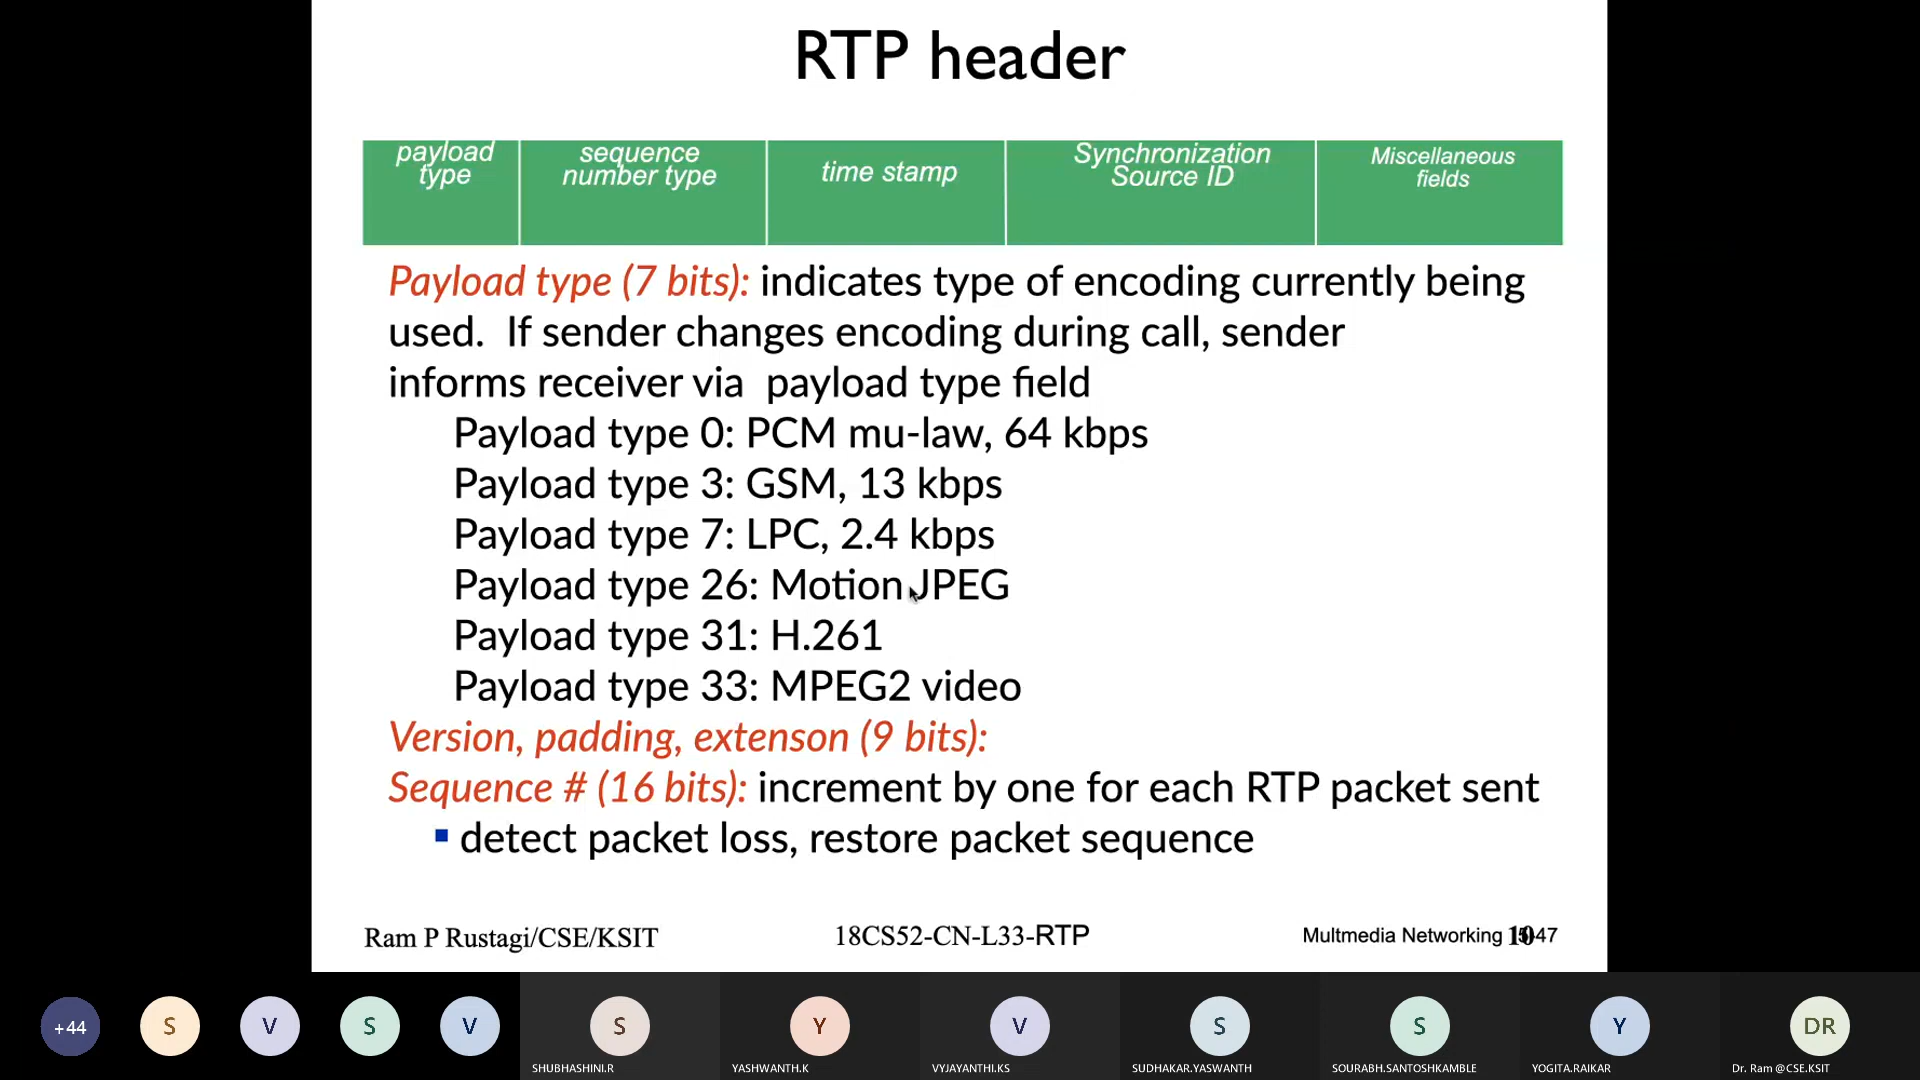 RTP header
payload
type
sequence
number type
time stamp
Synchronization
Source ID
Miscellaneous
fields
Payload type (7 bits): indicates type of encoding currently being
used. If sender changes encoding during call, sender
informs receiver via payload type field
Payload type 0: PCM mu-law, 64 kbps
Payload type 3: GSM, 13 kbps
Payload type 7: LPC, 2.4 kbps
Payload type 26: Motion JPEG
Payload type 31: H.261
Payload type 33: MPEG2 video
Version, padding, extenson (9 bits):
Sequence # (16 bits): increment by one for each RTP packet sent
▪ detect packet loss, restore packet sequence
Ram P Rustagi/CSE/KSIT
18CS52-CN-L33-RTP
Multimedia Networking
+44
S
V
S
V
S
SHUBHASHINI.R
Y
YASHWANTH.K
V
VYJAYANTHI.KS
S
SUDHAKAR.YASWANTH
S
SOURABH.SANTOSHKAMBLE
Y
YOGITA.RAIKAR
DR
Dr. Ram @CSE.KSIT